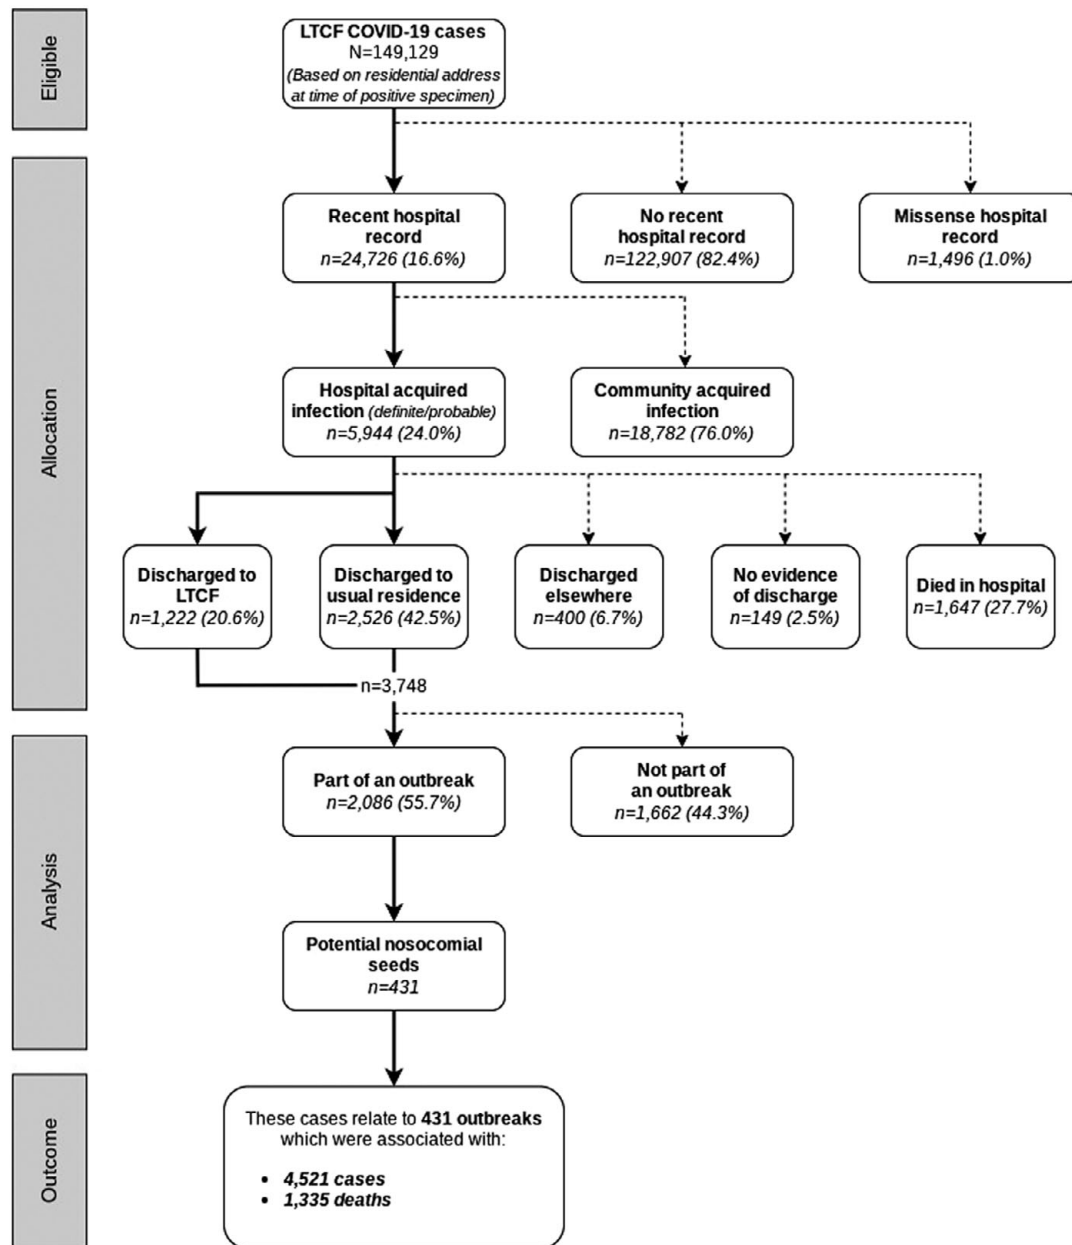 Eligible
LTCF COVID-19 cases
N=149,129
(Based on residential address
at time of positive specimen)
Allocation
Recent hospital
record
n=24,726 (16.6%)
No recent
hospital record
n=122,907 (82.4%)
Missense hospital
record
n=1,496 (1.0%)
Hospital acquired
infection (definite/probable)
n=5,944 (24.0%)
Community acquired
infection
n=18,782 (76.0%)
Discharged to
LTCF
n=1,222 (20.6%)
Discharged to
usual residence
n=2,526 (42.5%)
Discharged
elsewhere
n=400 (6.7%)
No evidence
of discharge
n=149 (2.5%)
Died in hospital
n=1,647 (27.7%)
n=3,748
Analysis
Part of an outbreak
n=2,086 (55.7%)
Not part of
an outbreak
n=1,662 (44.3%)
Potential nosocomial
seeds
n=431
Outcome
These cases relate to 431 outbreaks
which were associated with:
• 4,521 cases
• 1,335 deaths